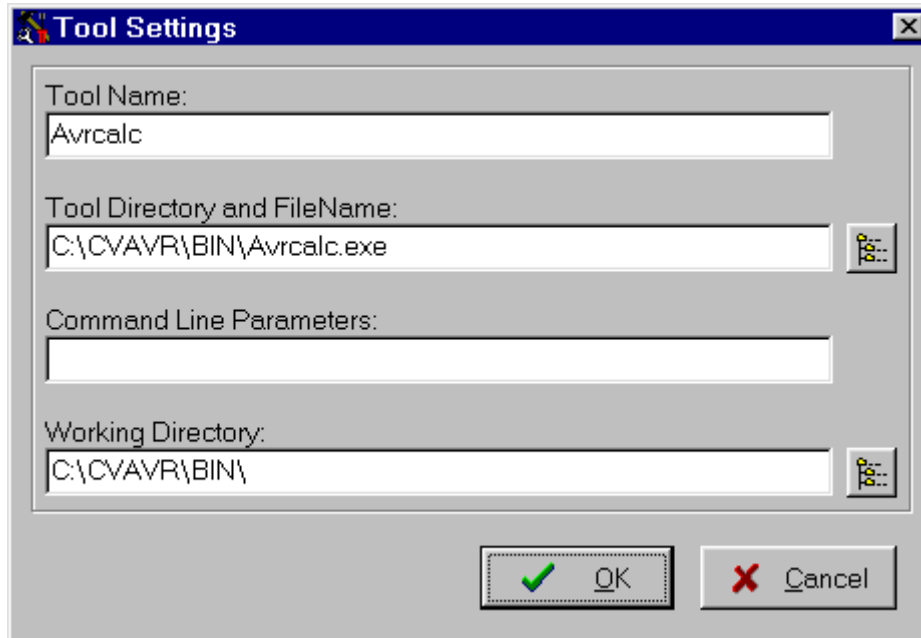 Tool Settings
Tool Name:
Avrcalc
Tool Directory and FileName:
C:\CVAVR\BIN\Avrcalc.exe
Command Line Parameters:
Working Directory:
C:\CVAVR\BIN\
OK
Cancel